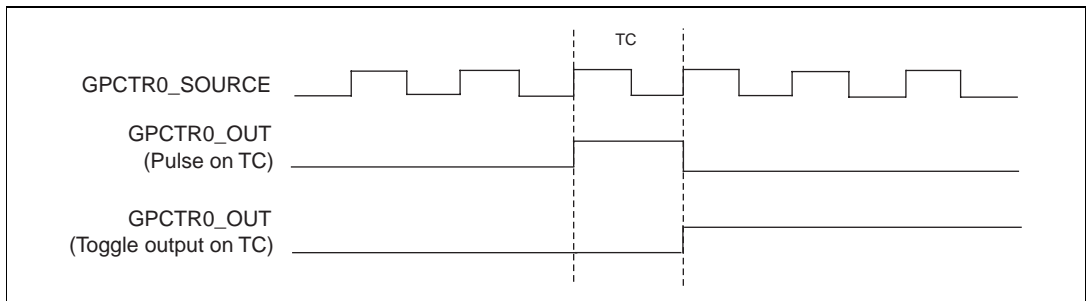 TC
GPCTR0_SOURCE
GPCTR0_OUT
(Pulse on TC)
GPCTR0_OUT
(Toggle output on TC)